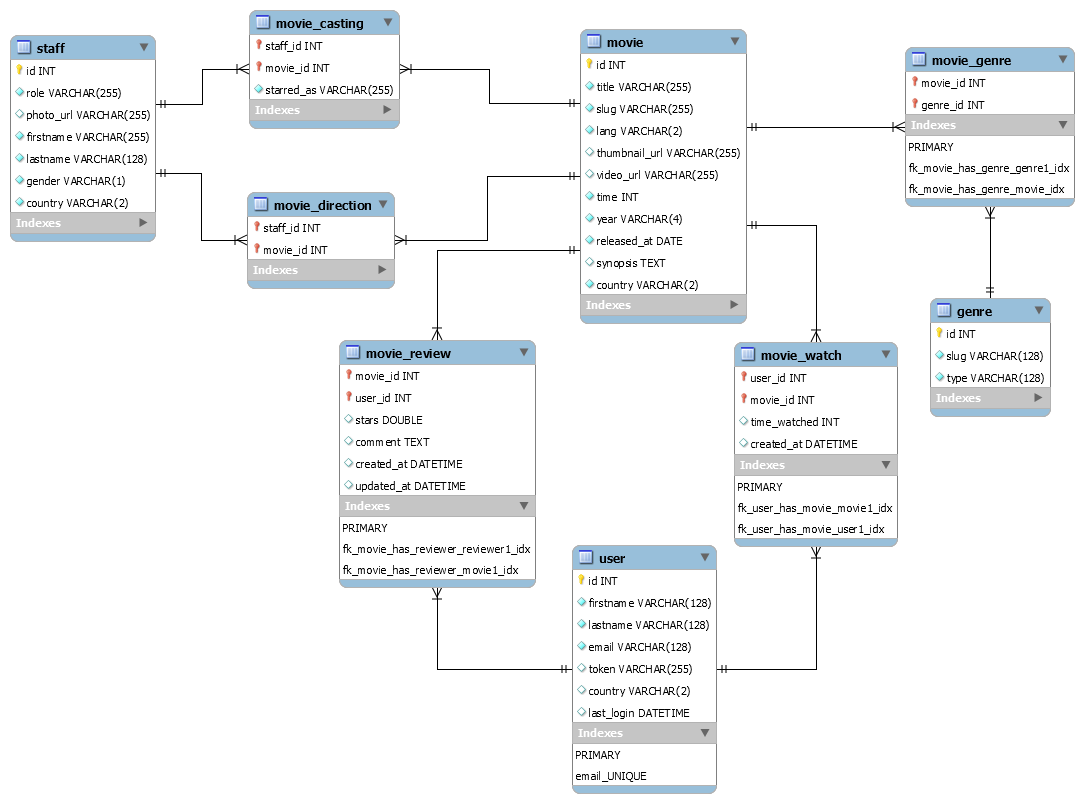 staff
id INT
role VARCHAR(255)
photo_url VARCHAR(255)
firstname VARCHAR(255)
lastname VARCHAR(128)
gender VARCHAR(1)
country VARCHAR(2)
Indexes
movie_casting
staff_id INT
movie_id INT
starred_as VARCHAR(255)
Indexes
movie_direction
staff_id INT
movie_id INT
Indexes
movie
id INT
title VARCHAR(255)
slug VARCHAR(255)
lang VARCHAR(2)
thumbnail_url VARCHAR(255)
video_url VARCHAR(255)
time INT
year VARCHAR(4)
released_at DATE
synopsis TEXT
country VARCHAR(2)
Indexes
movie_genre
movie_id INT
genre_id INT
Indexes
PRIMARY
fk_movie_has_genre_genre1_idx
fk_movie_has_genre_movie_idx
genre
id INT
slug VARCHAR(128)
type VARCHAR(128)
Indexes
movie_review
movie_id INT
user_id INT
stars DOUBLE
comment TEXT
created_at DATETIME
updated_at DATETIME
Indexes
PRIMARY
fk_movie_has_reviewer_reviewer1_idx
fk_movie_has_reviewer_movie1_idx
movie_watch
user_id INT
movie_id INT
time_watched INT
created_at DATETIME
Indexes
PRIMARY
fk_user_has_movie_movie1_idx
fk_user_has_movie_user1_idx
user
id INT
firstname VARCHAR(128)
lastname VARCHAR(128)
email VARCHAR(128)
token VARCHAR(255)
country VARCHAR(2)
last_login DATETIME
Indexes
PRIMARY
email_UNIQUE